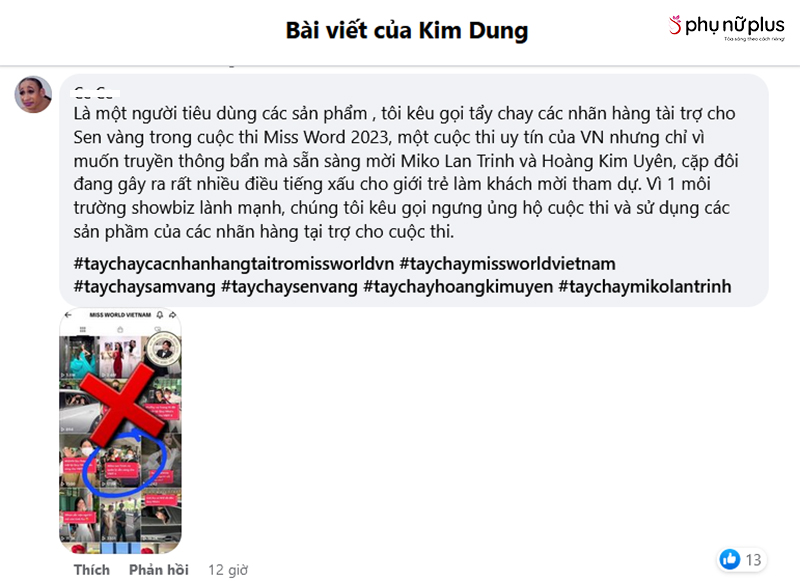 Bài viết của Kim Dung
phụ nữ plus
Tỏa sáng theo cách riêng!
Là một người tiêu dùng các sản phẩm , tôi kêu gọi tẩy chay các nhãn hàng tài trợ cho
Sen vàng trong cuộc thi Miss Word 2023, một cuộc thi uy tín của VN nhưng chỉ vì
muốn truyền thông bẩn mà sẵn sàng mời Miko Lan Trinh và Hoàng Kim Uyên, cặp đôi
đang gây ra rất nhiều điều tiếng xấu cho giới trẻ làm khách mời tham dự. Vì 1 môi
trường showbiz lành mạnh, chúng tôi kêu gọi ngưng ủng hộ cuộc thi và sử dụng các
sản phầm của các nhãn hàng tại trợ cho cuộc thi.
#taychaycacnhanhangtaitromissworldvn #taychaymissworldvietnam
#taychaysamvang #taychaysenvang #taychayhoangkimuyen #taychaymikolantrinh
MISS WORLD VIETNAM
Thích Phản hồi 12 giờ
13